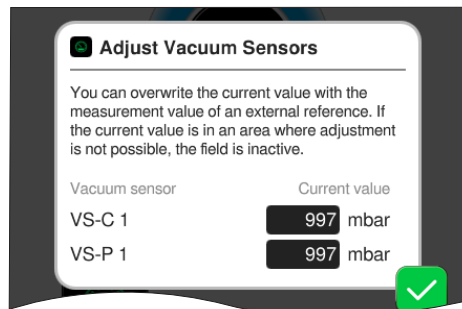 Adjust Vacuum Sensors
You can overwrite the current value with the
measurement value of an external reference. If
the current value is in an area where adjustment
is not possible, the field is inactive.
Vacuum sensor Current value
VS-C 1 997 mbar
VS-P 1 997 mbar